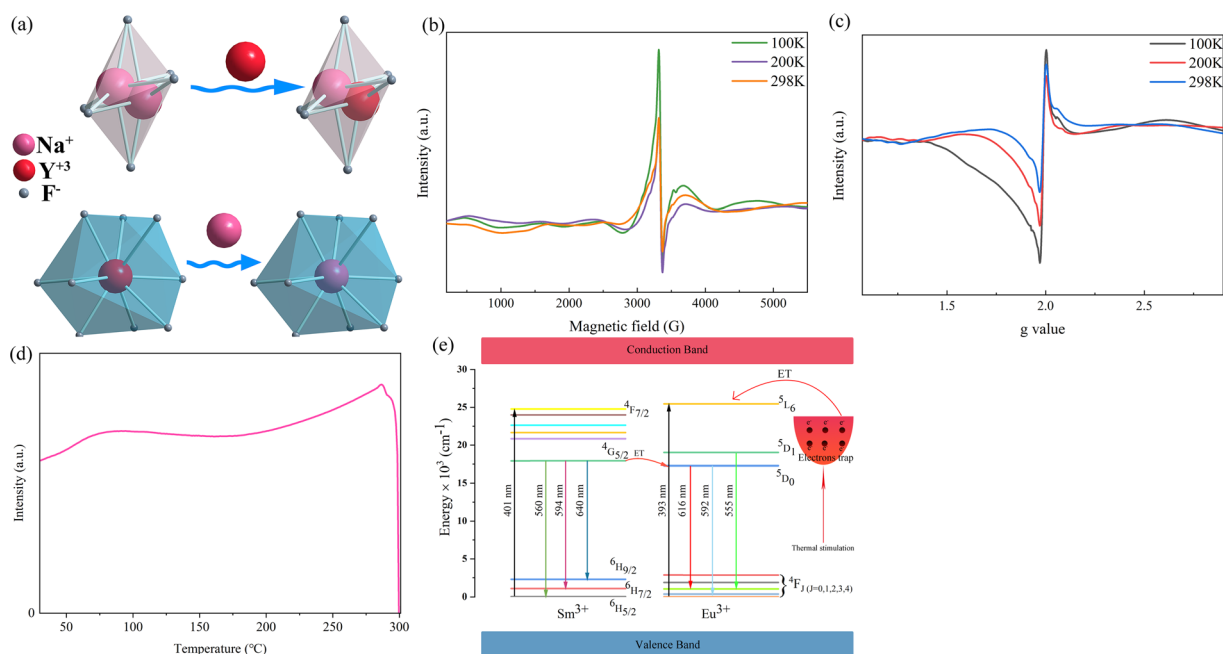 (a)
Na⁺
Y⁺³
F⁻
(b)
100K
200K
298K
Intensity (a.u.)
1000 2000 3000 4000 5000
Magnetic field (G)
(c)
100K
200K
298K
Intensity (a.u.)
1.5 2.0 2.5
g value
(d)
Intensity (a.u.)
0
50 100 150 200 250 300
Temperature (℃)
(e)
Conduction Band
Energy × 10³ (cm⁻¹)
30
25
20
15
10
5
0
⁴F₇/₂
⁴G₅/₂
ET
401 nm
560 nm
594 nm
640 nm
⁶H₉/₂
⁶H₇/₂
⁶H₅/₂
Sm³⁺
ET
⁵L₆
⁵D₁
⁵D₀
393 nm
616 nm
592 nm
555 nm
⁴F_J (J=0,1,2,3,4)
Eu³⁺
e⁻ e⁻ e⁻
e⁻ e⁻ e⁻
Electrons trap
Thermal stimulation
Valence Band